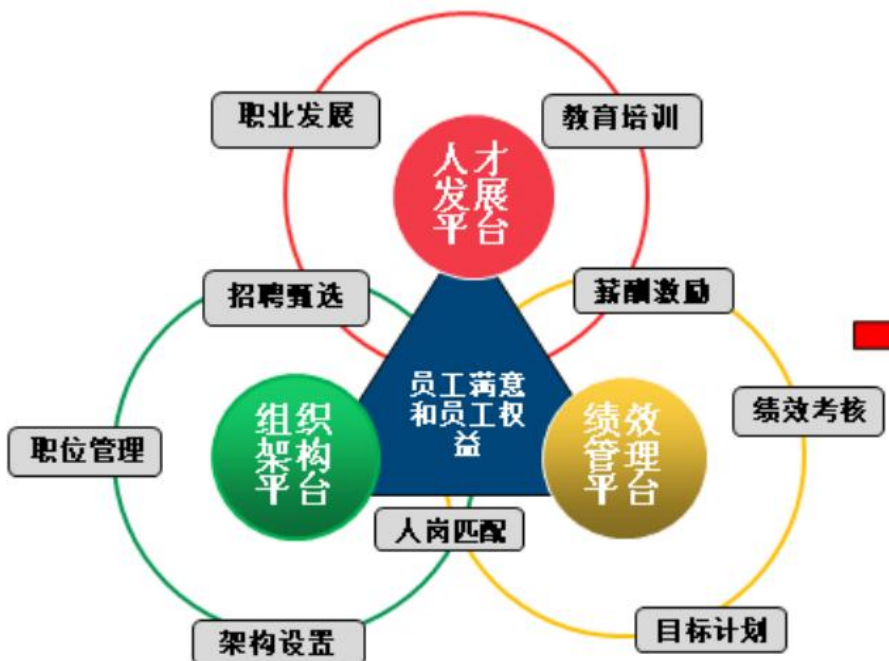 职业发展
教育培训
人才
发展
平台
招聘甄选
薪酬激励
员工满意
和员工权
益
组织
架构
平台
绩效
管理
平台
绩效考核
职位管理
人岗匹配
架构设置
目标计划